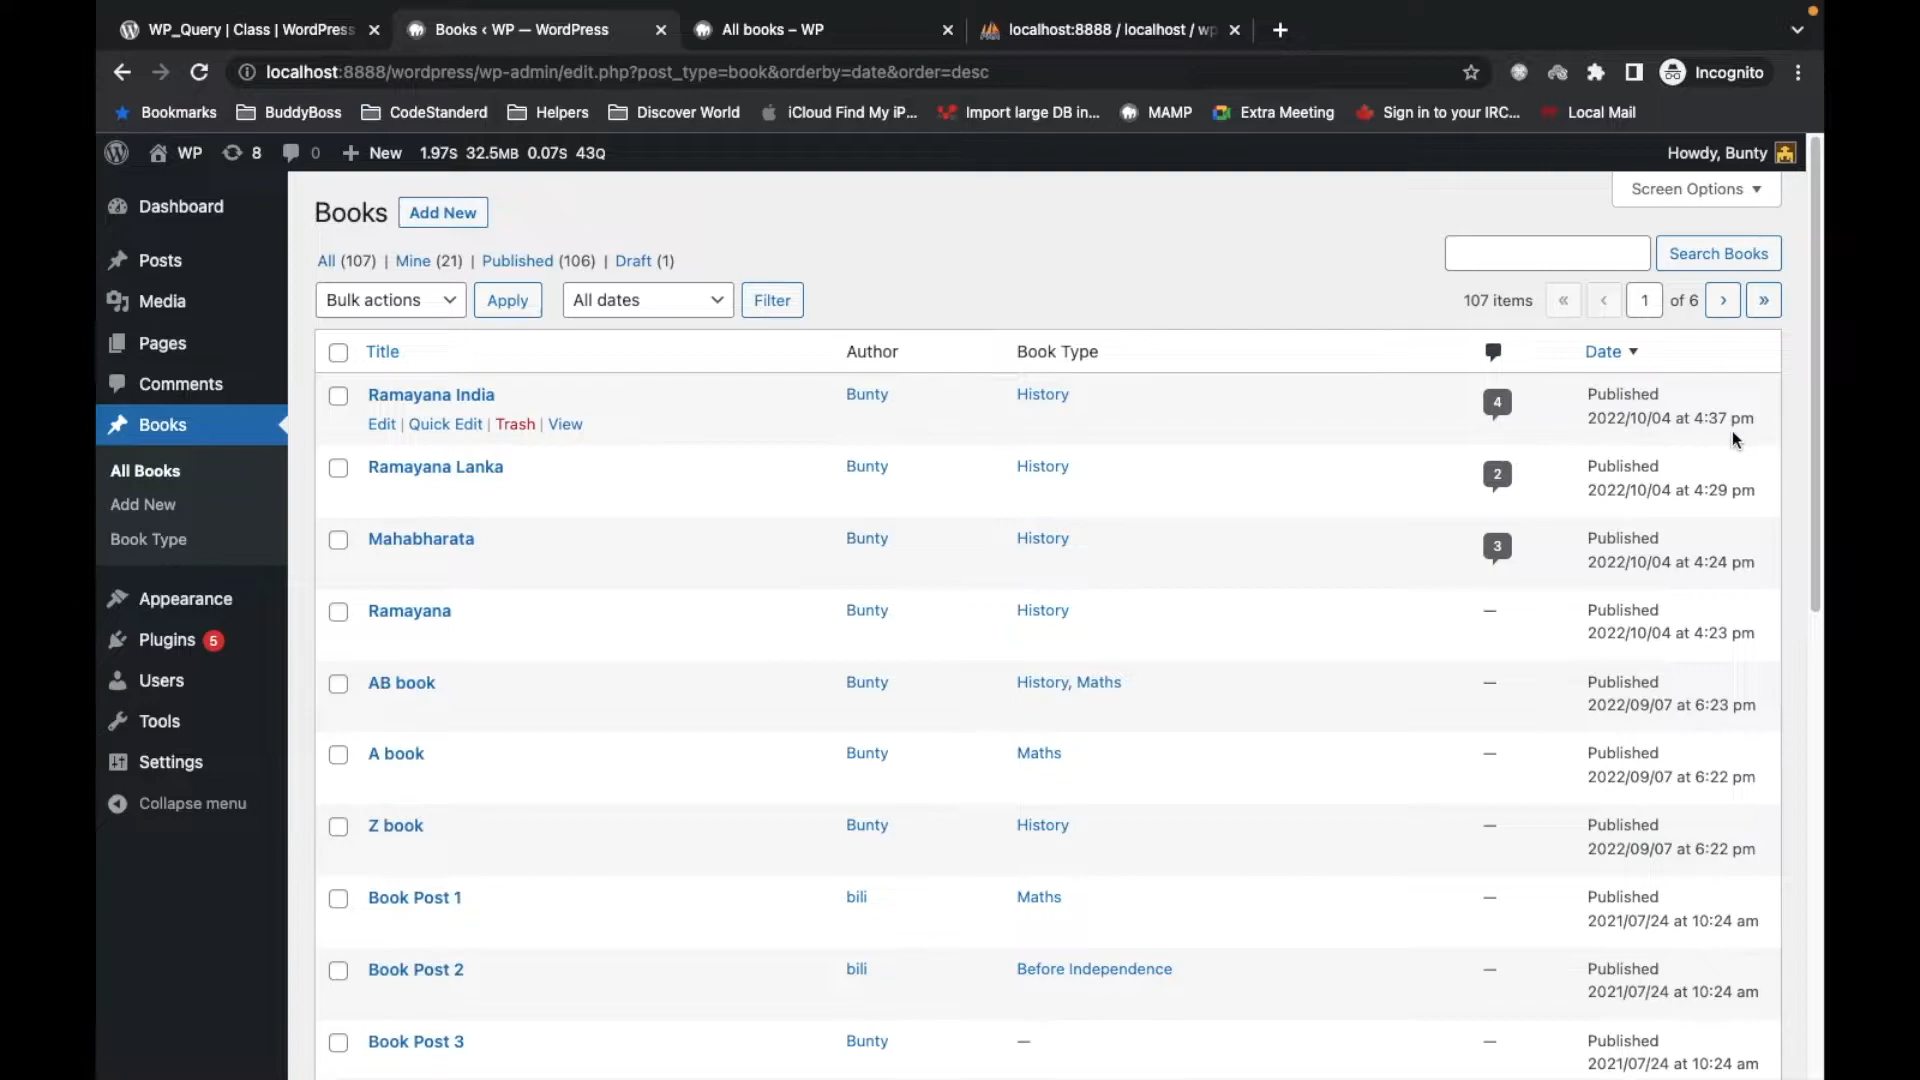 WP_Query | Class | WordPress
Books ‹ WP — WordPress
All books – WP
localhost:8888 / localhost / wp
localhost:8888/wordpress/wp-admin/edit.php?post_type=book&orderby=date&order=desc
Incognito
Bookmarks
BuddyBoss
CodeStanderd
Helpers
Discover World
iCloud Find My iP...
Import large DB in...
MAMP
Extra Meeting
Sign in to your IRC...
Local Mail
WP
8
0
New
1.97s 32.5MB 0.07s 43Q
Howdy, Bunty
Dashboard
Posts
Media
Pages
Comments
Books
All Books
Add New
Book Type
Appearance
Plugins 5
Users
Tools
Settings
Collapse menu
Screen Options
Books Add New
All (107) | Mine (21) | Published (106) | Draft (1)
Search Books
Bulk actions
Apply
All dates
Filter
107 items « ‹ 1 of 6 › »
Title Author Book Type Date
Ramayana India Bunty History 4 Published
Edit | Quick Edit | Trash | View 2022/10/04 at 4:37 pm
Ramayana Lanka Bunty History 2 Published
2022/10/04 at 4:29 pm
Mahabharata Bunty History 3 Published
2022/10/04 at 4:24 pm
Ramayana Bunty History — Published
2022/10/04 at 4:23 pm
AB book Bunty History, Maths — Published
2022/09/07 at 6:23 pm
A book Bunty Maths — Published
2022/09/07 at 6:22 pm
Z book Bunty History — Published
2022/09/07 at 6:22 pm
Book Post 1 bili Maths — Published
2021/07/24 at 10:24 am
Book Post 2 bili Before Independence — Published
2021/07/24 at 10:24 am
Book Post 3 Bunty — — Published
2021/07/24 at 10:24 am